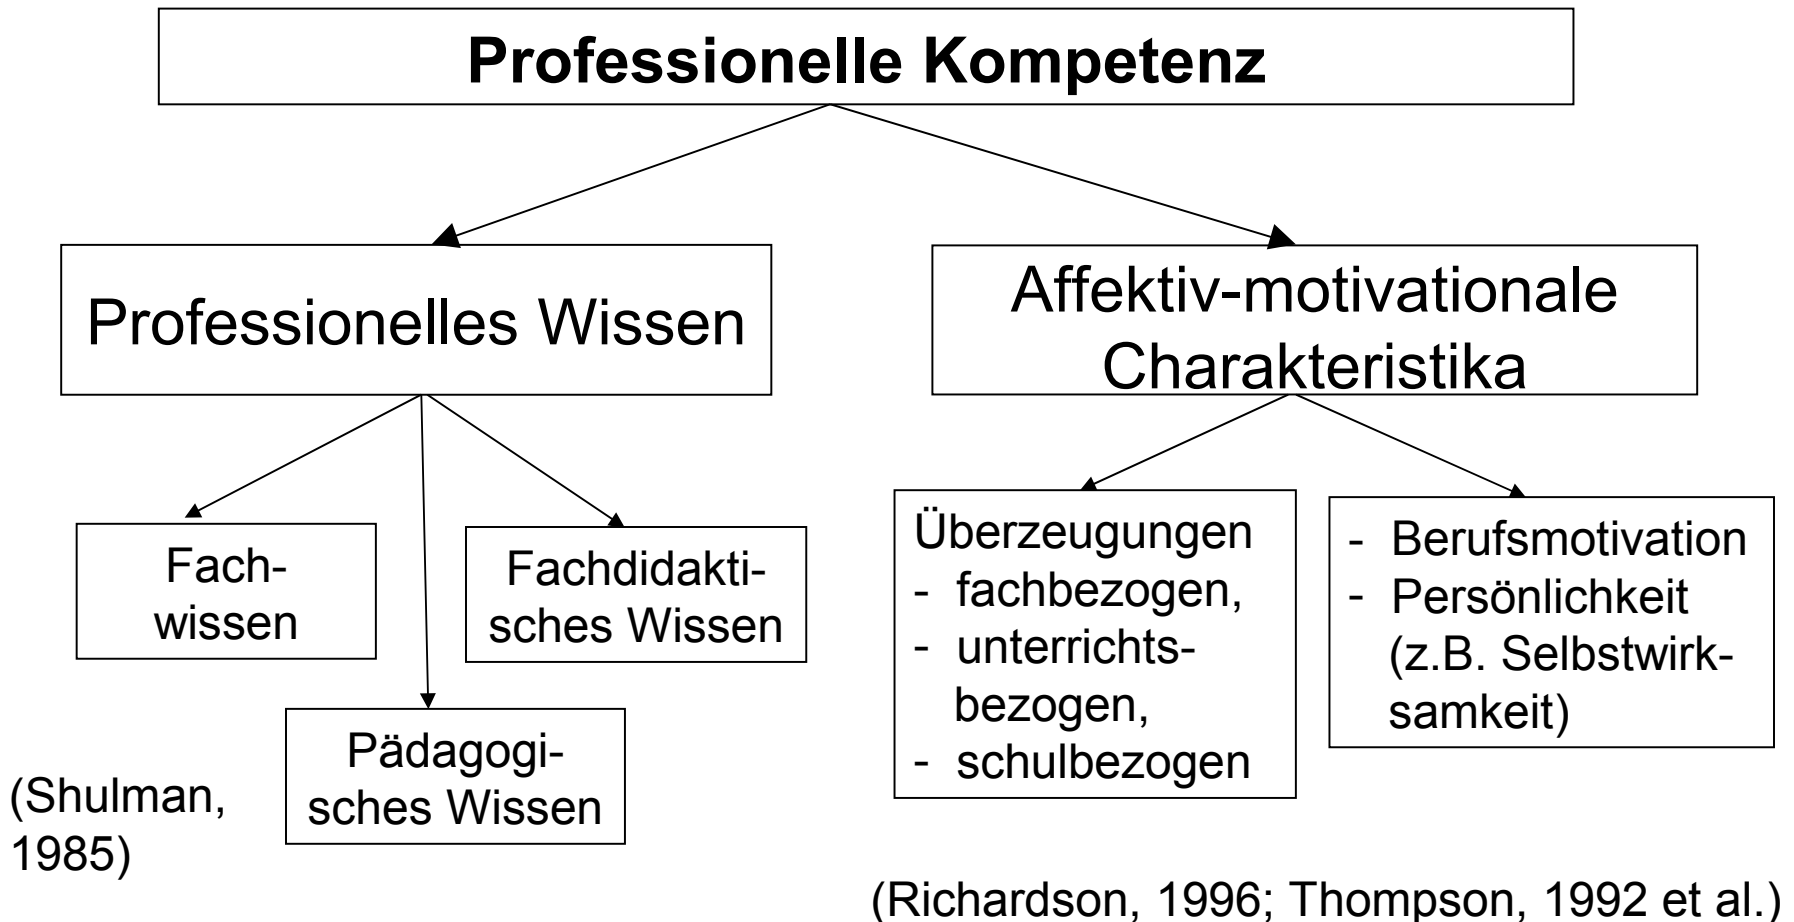 Professionelle Kompetenz
Professionelles Wissen
Affektiv-motivationale
Charakteristika
Fach-
wissen
Fachdidakti-
sches Wissen
Pädagogi-
sches Wissen
(Shulman,
1985)
Überzeugungen
- fachbezogen,
- unterrichts-
bezogen,
- schulbezogen
- Berufsmotivation
- Persönlichkeit
(z.B. Selbstwirk-
samkeit)
(Richardson, 1996; Thompson, 1992 et al.)